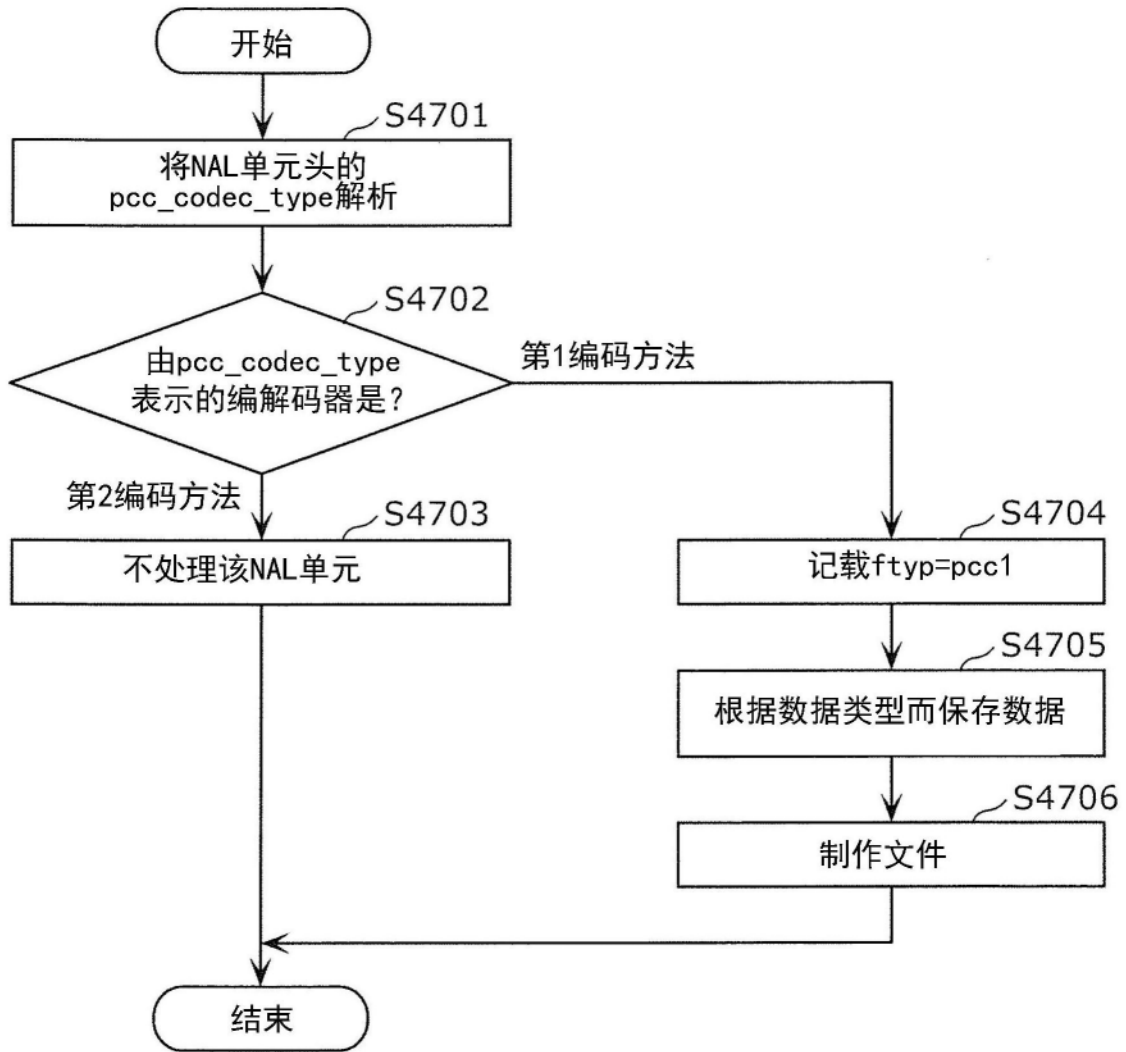 开始
S4701
将NAL单元头的
pcc_codec_type解析
S4702
由pcc_codec_type
表示的编解码器是?
第1编码方法
第2编码方法
S4703
不处理该NAL单元
S4704
记载ftyp=pcc1
S4705
根据数据类型而保存数据
S4706
制作文件
结束